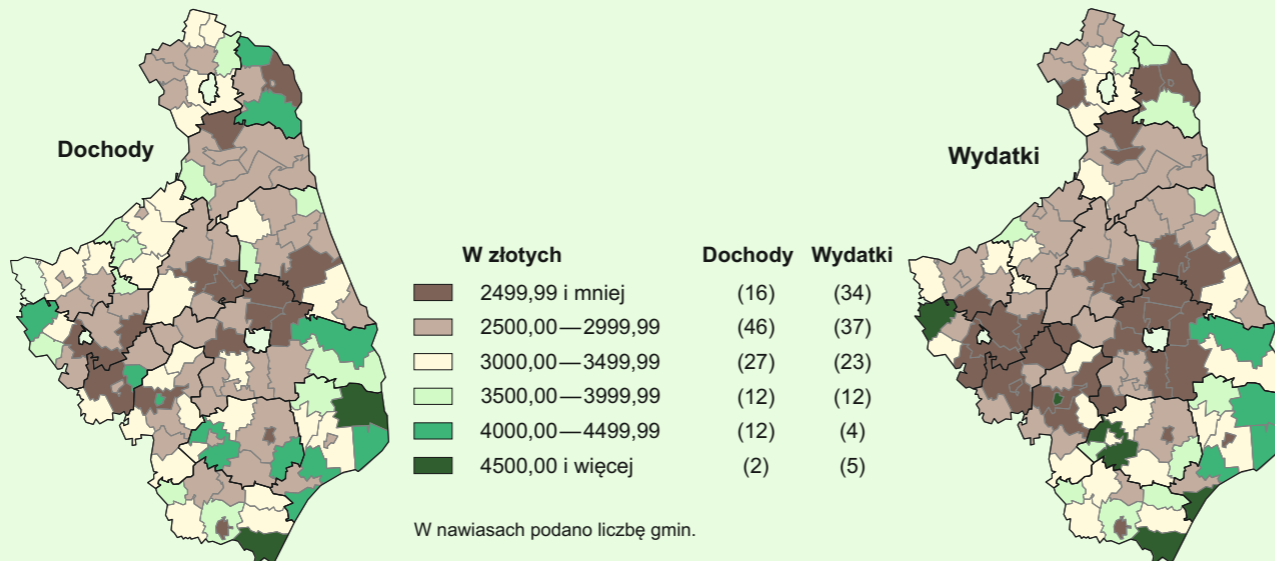 Dochody
Wydatki
W złotych Dochody Wydatki
2499,99 i mniej (16) (34)
2500,00—2999,99 (46) (37)
3000,00—3499,99 (27) (23)
3500,00—3999,99 (12) (12)
4000,00—4499,99 (12) (4)
4500,00 i więcej (2) (5)
W nawiasach podano liczbę gmin.